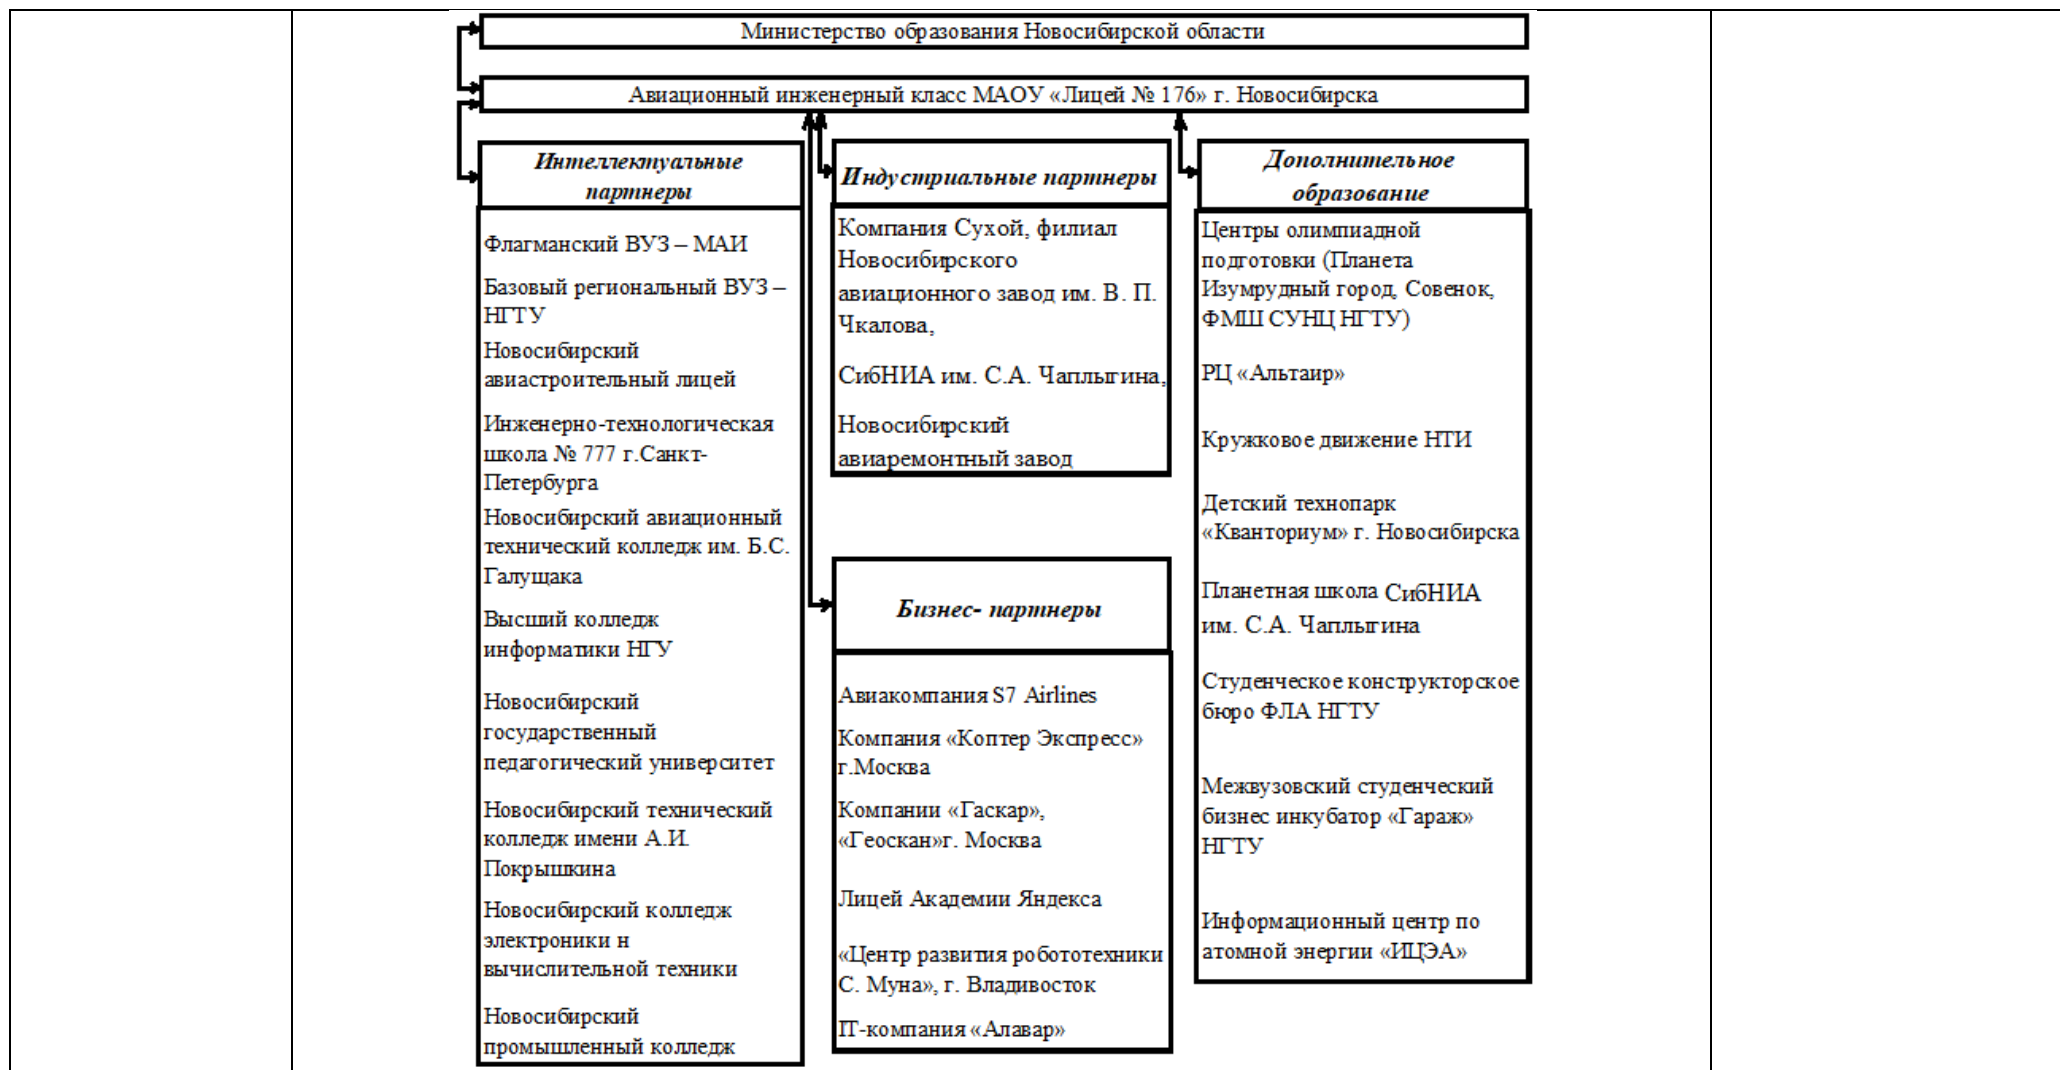 Министерство образования Новосибирской области
Авиационный инженерный класс МАОУ «Лицей № 176» г. Новосибирска
Интеллектуальные
партнеры
Флагманский ВУЗ – МАИ
Базовый региональный ВУЗ –
НГТУ
Новосибирский
авиастроительный лицей
Инженерно-технологическая
школа № 777 г.Санкт-
Петербурга
Новосибирский авиационный
технический колледж им. Б.С.
Галущака
Высший колледж
информатики НГУ
Новосибирский
государственный
педагогический университет
Новосибирский технический
колледж имени А.И.
Покрышкина
Новосибирский колледж
электроники н
вычислительной техники
Новосибирский
промышленный колледж
Индустриальные партнеры
Компания Сухой, филиал
Новосибирского
авиационного завод им. В. П.
Чкалова,
СибНИА им. С.А. Чаплыгина,
Новосибирский
авиаремонтный завод
Бизнес- партнеры
Авиакомпания S7 Airlines
Компания «Коптер Экспресс»
г.Москва
Компании «Гаскар»,
«Геоскан»г. Москва
Лицей Академии Яндекса
«Центр развития робототехники
С. Муна», г. Владивосток
IT-компания «Алавар»
Дополнительное
образование
Центры олимпиадной
подготовки (Планета
Изумрудный город, Совенок,
ФМШ СУНЦ НГТУ)
РЦ «Альтаир»
Кружковое движение НТИ
Детский технопарк
«Кванториум» г. Новосибирска
Планетная школа СибНИА
им. С.А. Чаплыгина
Студенческое конструкторское
бюро ФЛА НГТУ
Межвузовский студенческий
бизнес инкубатор «Гараж»
НГТУ
Информационный центр по
атомной энергии «ИЦЭА»